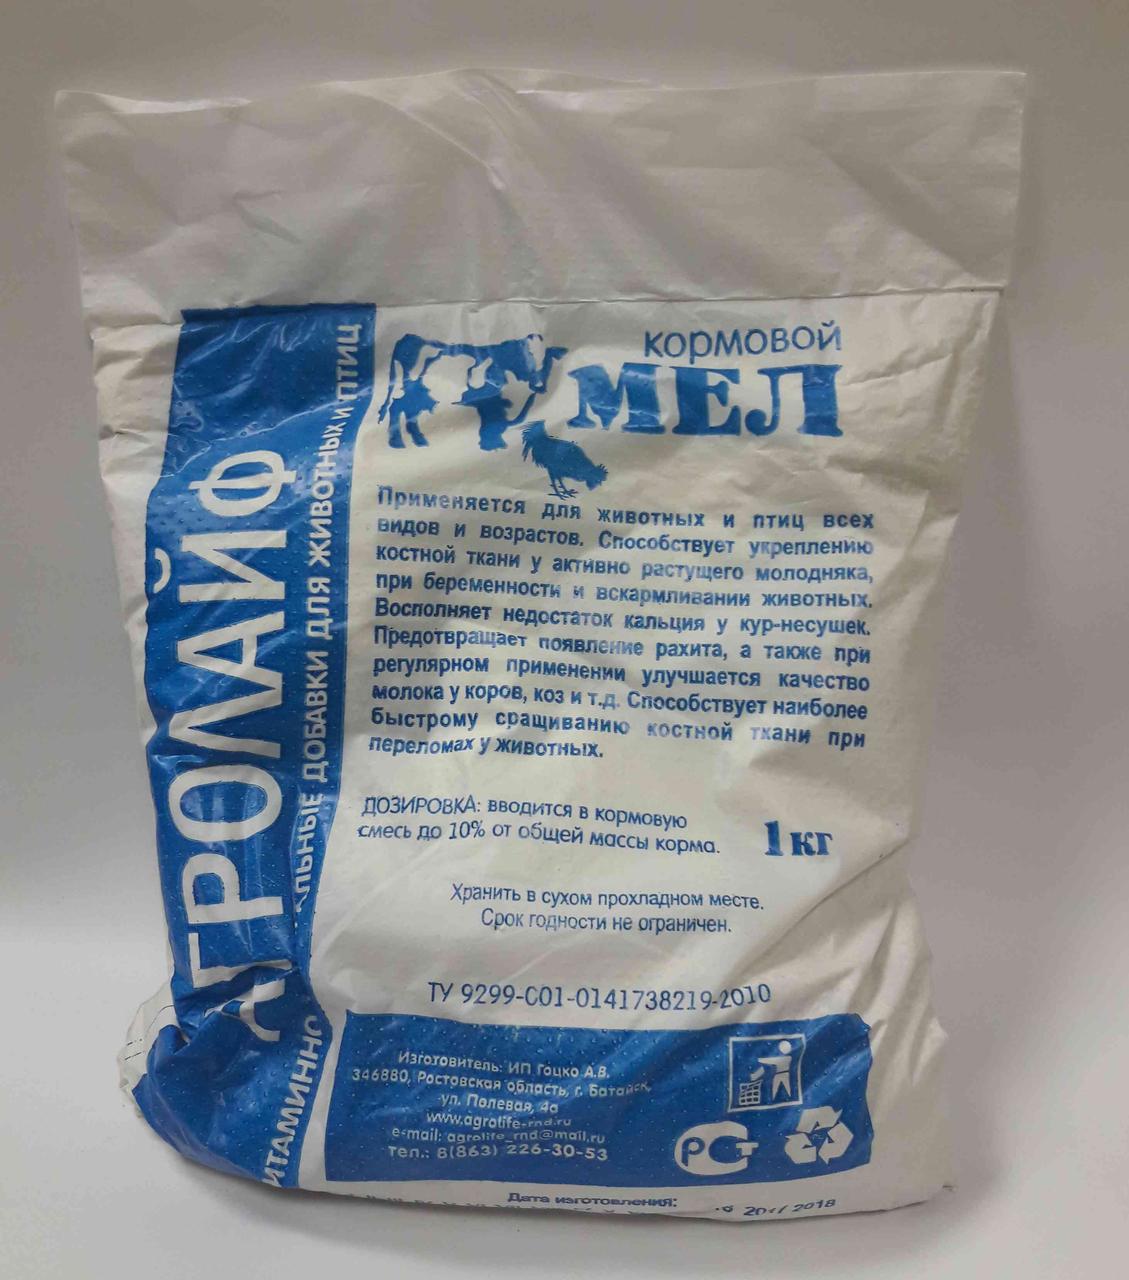 АГРОЛАЙФ
ДОБАВКИ ДЛЯ ЖИВОТНЫХ И ПТИЦ
КОРМОВОЙ
МЕЛ
Применяется для животных и птиц всех
видов и возрастов. Способствует укреплению
костной ткани у активно растущего молодняка,
при беременности и вскармливании животных.
Восполняет недостаток кальция у кур-несушек.
Предотвращает появление рахита, а также при
регулярном применении улучшается качество
молока у коров, коз и т.д. Способствует наиболее
быстрому сращиванию костной ткани при
переломах у животных.
ДОЗИРОВКА: вводится в кормовую
смесь до 10% от общей массы корма.
1 кг
Хранить в сухом прохладном месте.
Срок годности не ограничен.
ТУ 9299-С01-0141738219-2010
Изготовитель: ИП Гоцко А.В.
346880, Ростовская область, г. Батайск,
ул. Полевая, 4а
www.agrolife-rnd.ru
e-mail: agrolife_rnd@mail.ru
тел.: 8(863) 226-30-53
РСТ
Дата изготовления:
2018